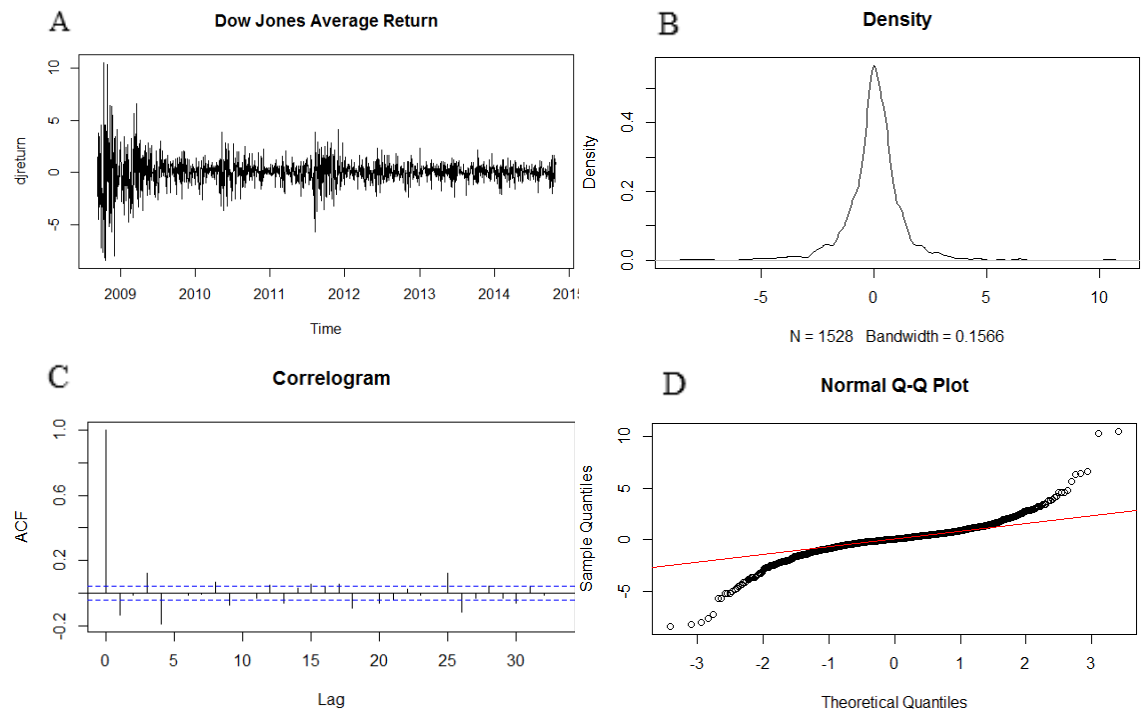 A
Dow Jones Average Return
djreturn
10
5
0
-5
2009 2010 2011 2012 2013 2014 2015
Time
B
Density
Density
0.4
0.2
0.0
-5 0 5 10
N = 1528 Bandwidth = 0.1566
C
Correlogram
ACF
1.0
0.6
0.2
-0.2
0 5 10 15 20 25 30
Lag
D
Normal Q-Q Plot
Sample Quantiles
10
5
0
-5
-3 -2 -1 0 1 2 3
Theoretical Quantiles